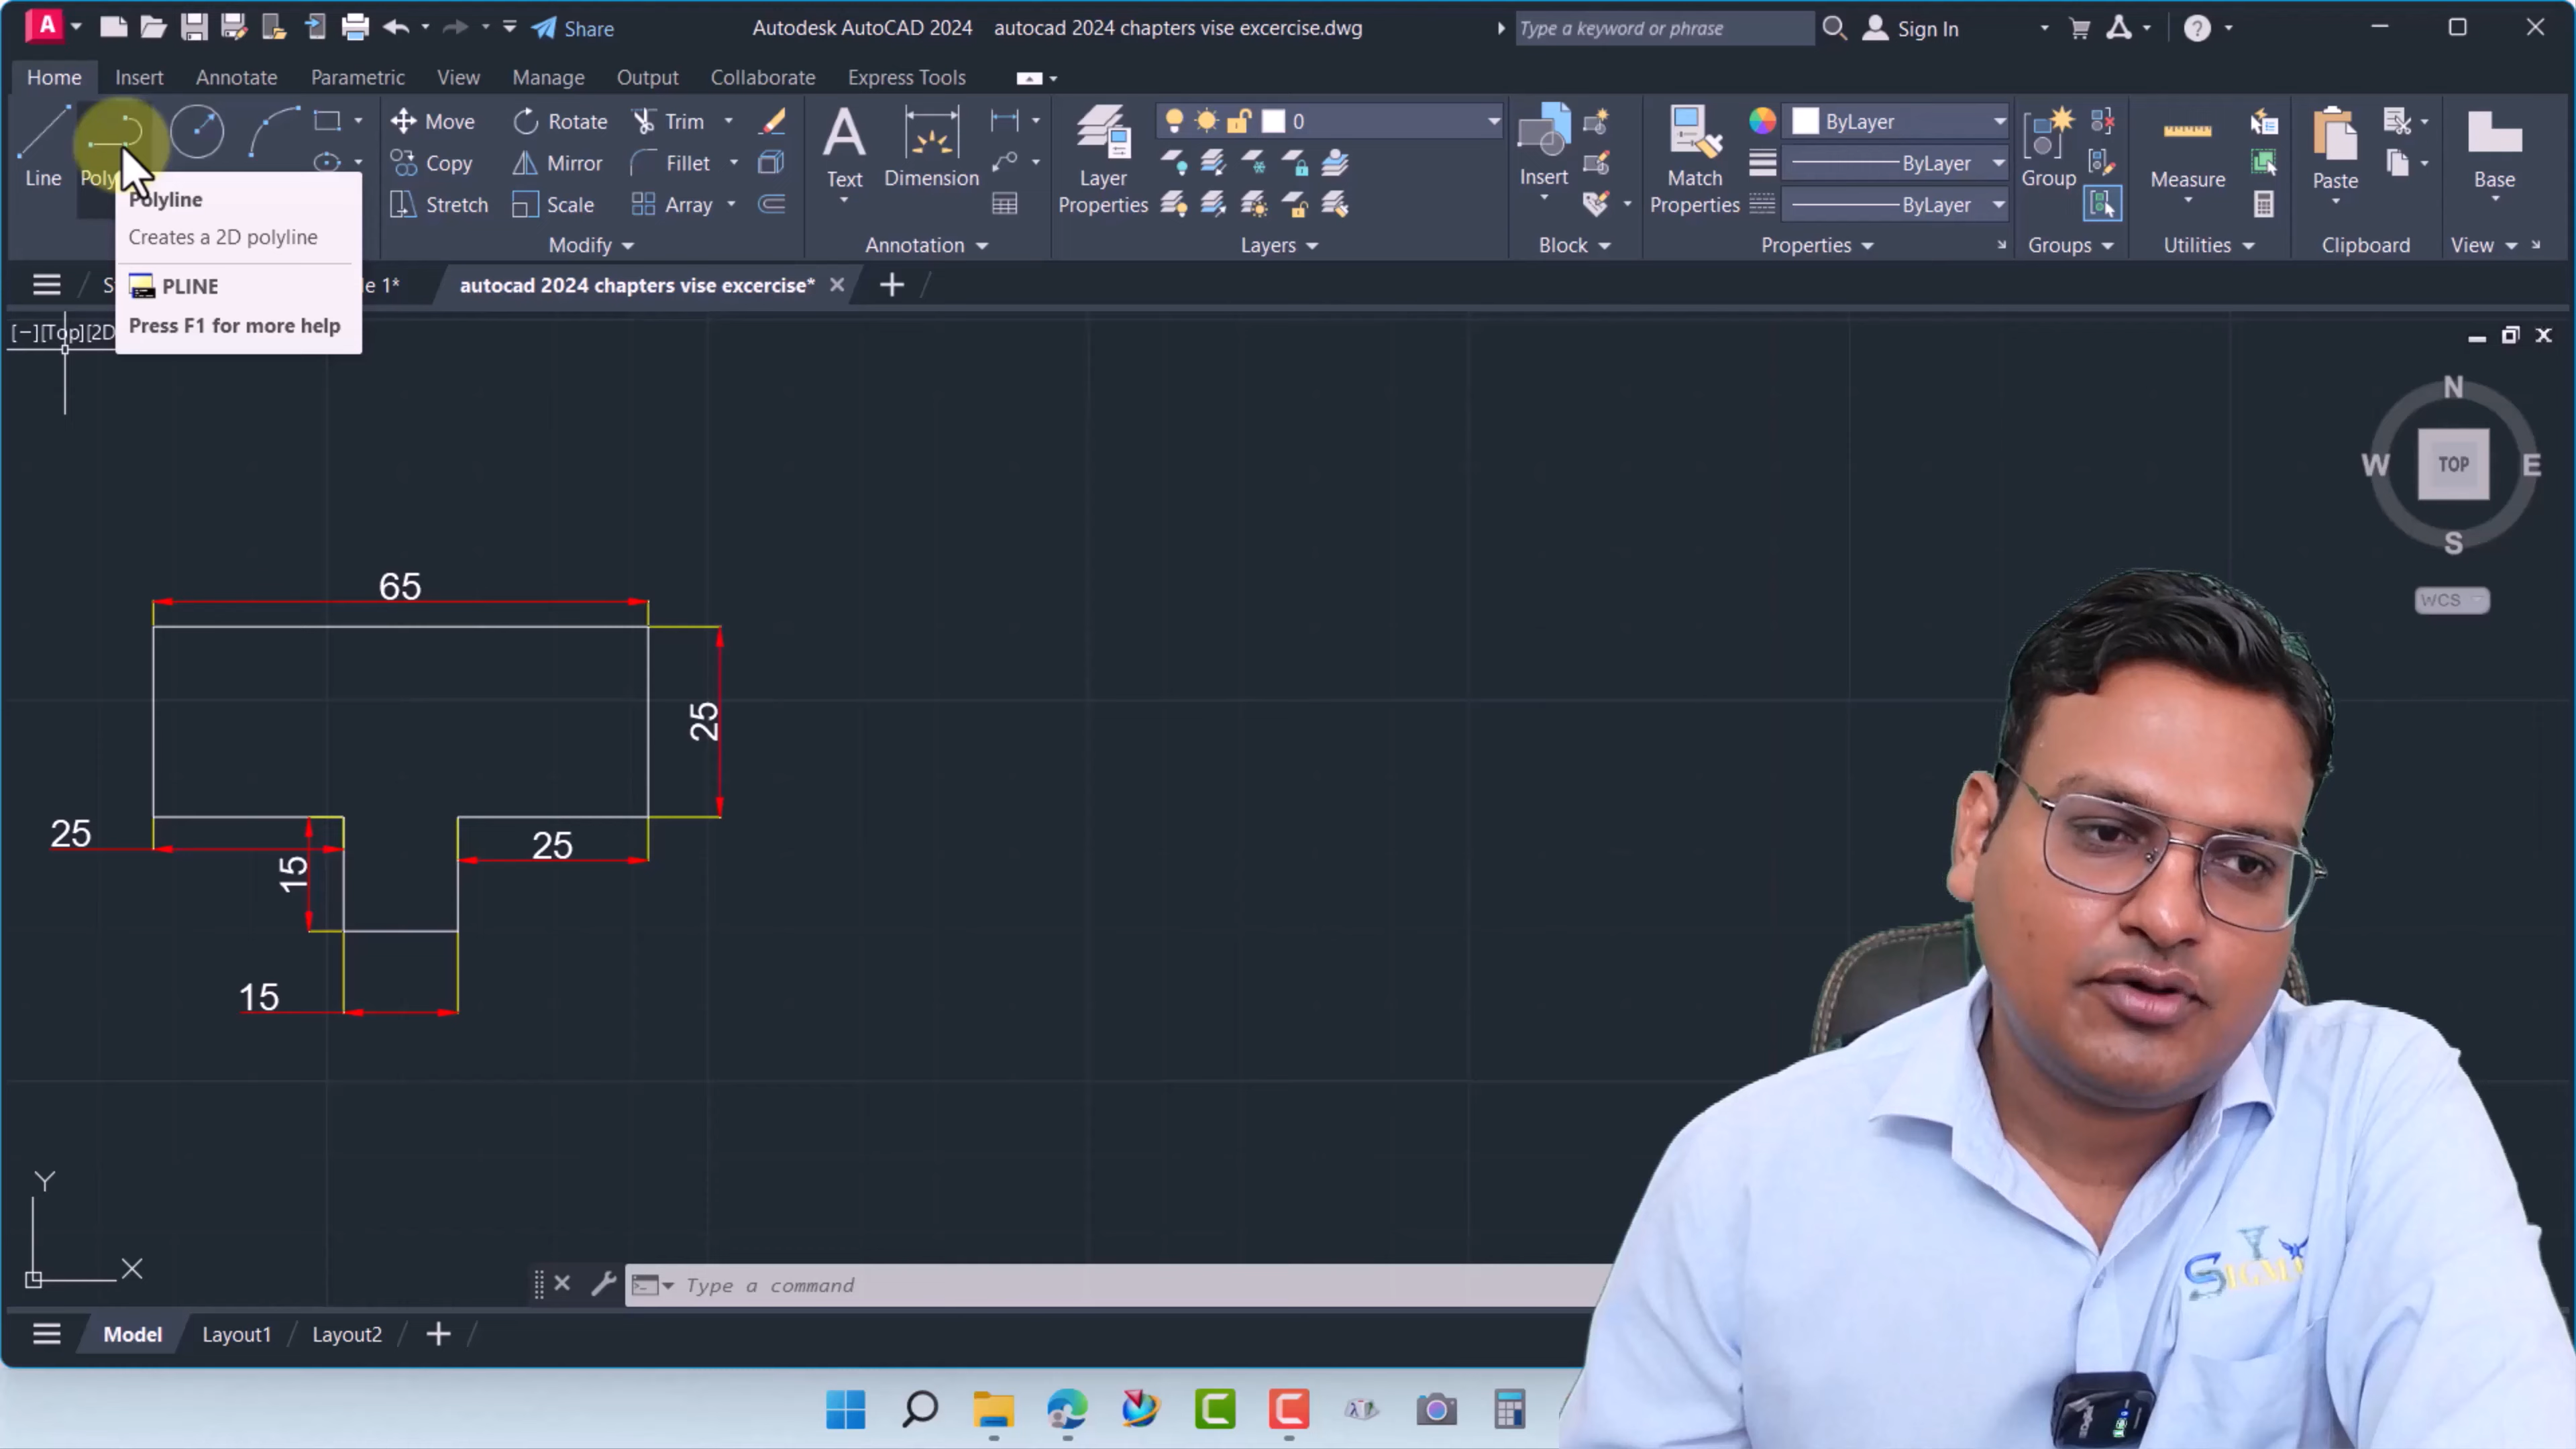 A
Share
Autodesk AutoCAD 2024 autocad 2024 chapters vise excercise.dwg
Type a keyword or phrase
Sign In
Home Insert Annotate Parametric View Manage Output Collaborate Express Tools
Line
Move Rotate Trim
Copy Mirror Fillet
Stretch Scale Array
Modify
A
Text
Dimension
Annotation
Layer
Properties
0
Layers
Insert
Block
Match
Properties
ByLayer
ByLayer
ByLayer
Properties
Group
Groups
Measure
Utilities
Paste
Clipboard
Base
View
Polyline
Creates a 2D polyline
PLINE
Press F1 for more help
le 1*
autocad 2024 chapters vise excercise*
[−][Top][2D
N
W TOP E
S
WCS
65
25
25
25
15
15
Y
X
Type a command
Model Layout1 Layout2